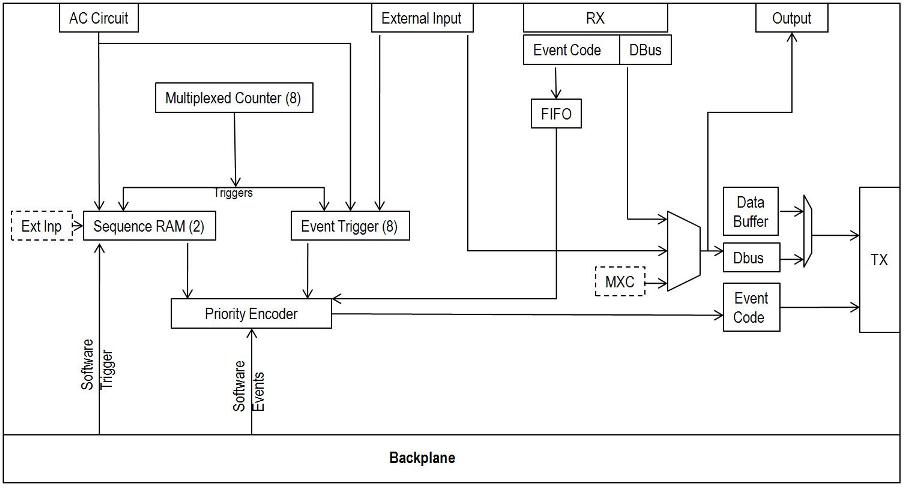 AC Circuit
External Input
RX
Output
Event Code
DBus
Multiplexed Counter (8)
FIFO
Triggers
Ext Inp
Sequence RAM (2)
Event Trigger (8)
Data
Buffer
Dbus
TX
MXC
Event
Code
Priority Encoder
Software
Trigger
Software
Events
Backplane